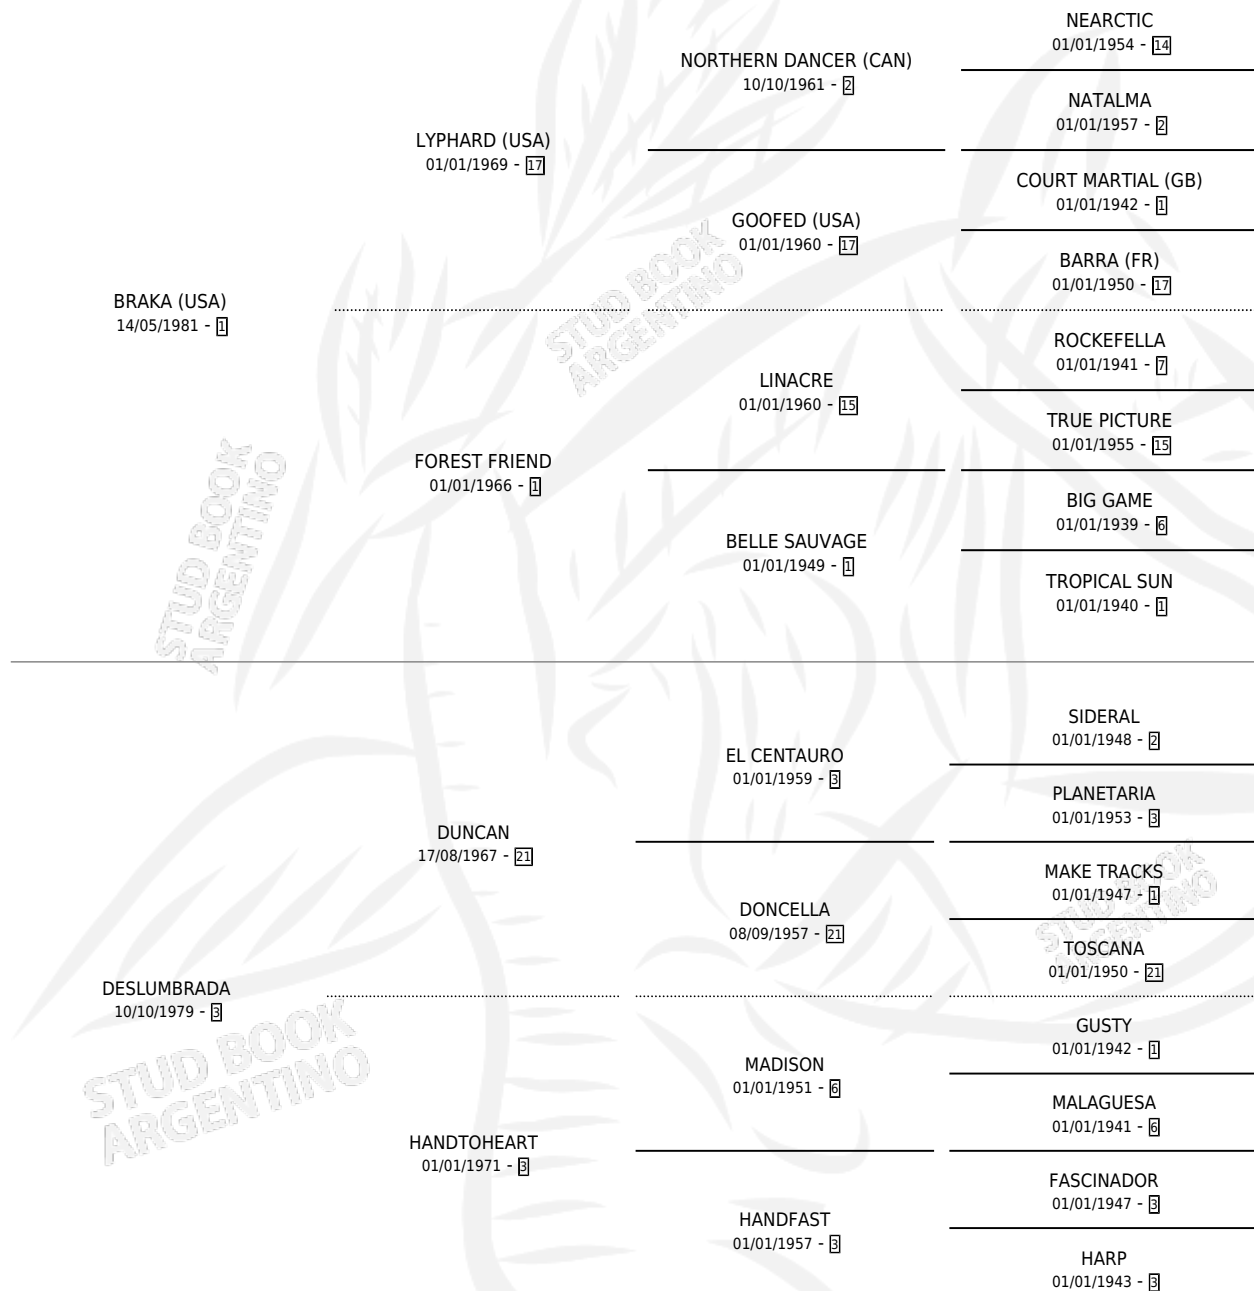 BRAKA (USA)
14/05/1981 - 1
LYPHARD (USA)
01/01/1969 - 17
FOREST FRIEND
01/01/1966 - 1
NORTHERN DANCER (CAN)
10/10/1961 - 2
GOOFED (USA)
01/01/1960 - 17
LINACRE
01/01/1960 - 15
BELLE SAUVAGE
01/01/1949 - 1
NEARCTIC
01/01/1954 - 14
NATALMA
01/01/1957 - 2
COURT MARTIAL (GB)
01/01/1942 - 1
BARRA (FR)
01/01/1950 - 17
ROCKEFELLA
01/01/1941 - 7
TRUE PICTURE
01/01/1955 - 15
BIG GAME
01/01/1939 - 6
TROPICAL SUN
01/01/1940 - 1
DESLUMBRADA
10/10/1979 - 3
DUNCAN
17/08/1967 - 21
HANDTOHEART
01/01/1971 - 3
EL CENTAURO
01/01/1959 - 3
DONCELLA
08/09/1957 - 21
MADISON
01/01/1951 - 6
HANDFAST
01/01/1957 - 3
SIDERAL
01/01/1948 - 2
PLANETARIA
01/01/1953 - 3
MAKE TRACKS
01/01/1947 - 1
TOSCANA
01/01/1950 - 21
GUSTY
01/01/1942 - 1
MALAGUESA
01/01/1941 - 6
FASCINADOR
01/01/1947 - 3
HARP
01/01/1943 - 3
STUD BOOK
ARGENTINO
STUD BOOK
ARGENTINO
STUD BOOK
ARGENTINO
STUD BOOK
ARGENTINO